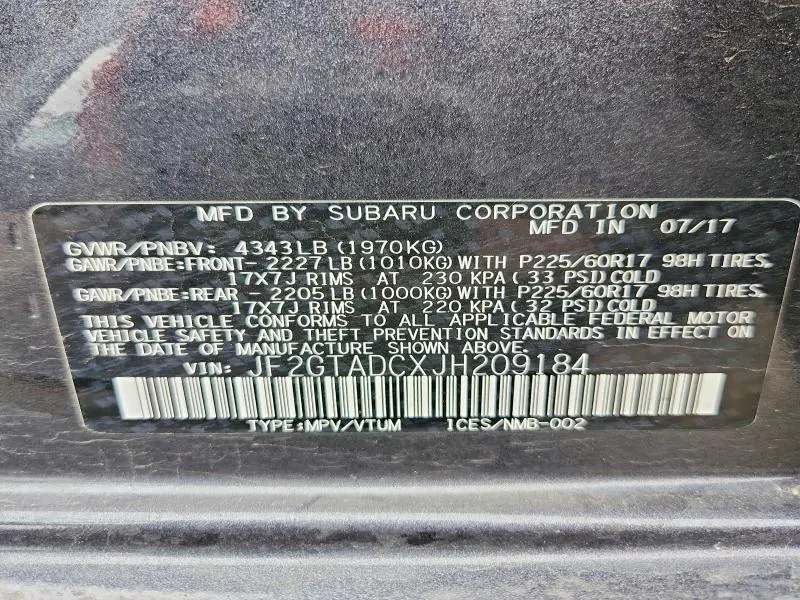 MFD BY SUBARU CORPORATION
MFD IN 07/17
GVWR/PNBV: 4343LB(1970KG)
GAWR/PNBE:FRONT-2227LB(1010KG)WITH P225/60R17 98H TIRES,
17X7J RIMS AT 230 KPA(33 PSI)COLD
GAWR/PNBE:REAR -2205LB(1000KG)WITH P225/60R17 98H TIRES,
17X7J RIMS AT 220 KPA(32 PSI)COLD
THIS VEHICLE CONFORMS TO ALL APPLICABLE FEDERAL MOTOR
VEHICLE SAFETY AND THEFT PREVENTION STANDARDS IN EFFECT ON
THE DATE OF MANUFACTURE SHOWN ABOVE.
VIN: JF2GTADCXJH209184
TYPE:MPV/VTUM ICES/NMB-002